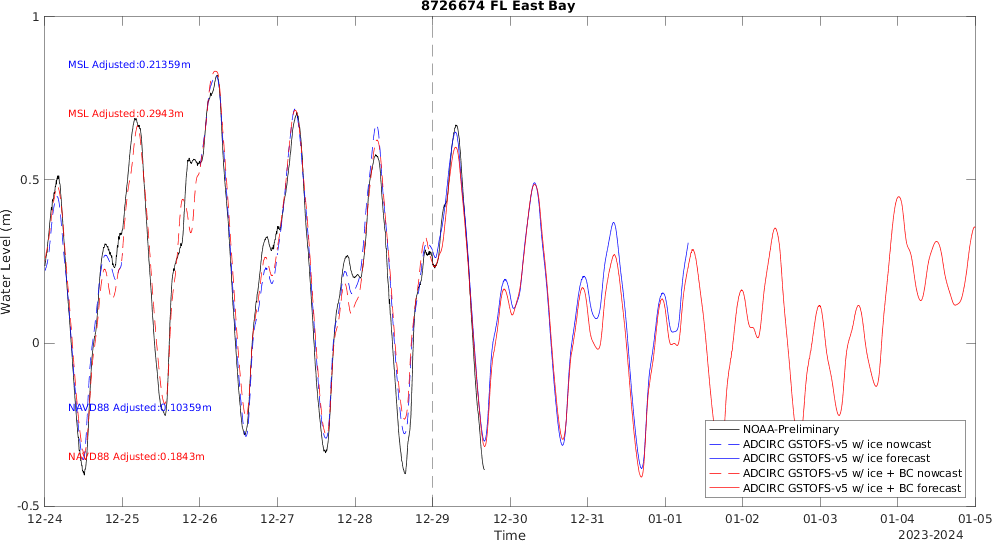 8726674 FL East Bay
1
MSL Adjusted:0.21359m
MSL Adjusted:0.2943m
0.5
Water Level (m)
0
NAVD88 Adjusted:0.10359m
NAVD88 Adjusted:0.1843m
NOAA-Preliminary
ADCIRC GSTOFS-v5 w/ ice nowcast
ADCIRC GSTOFS-v5 w/ ice forecast
ADCIRC GSTOFS-v5 w/ ice + BC nowcast
ADCIRC GSTOFS-v5 w/ ice + BC forecast
-0.5
12-24 12-25 12-26 12-27 12-28 12-29 12-30 12-31 01-01 01-02 01-03 01-04 01-05
Time
2023-2024